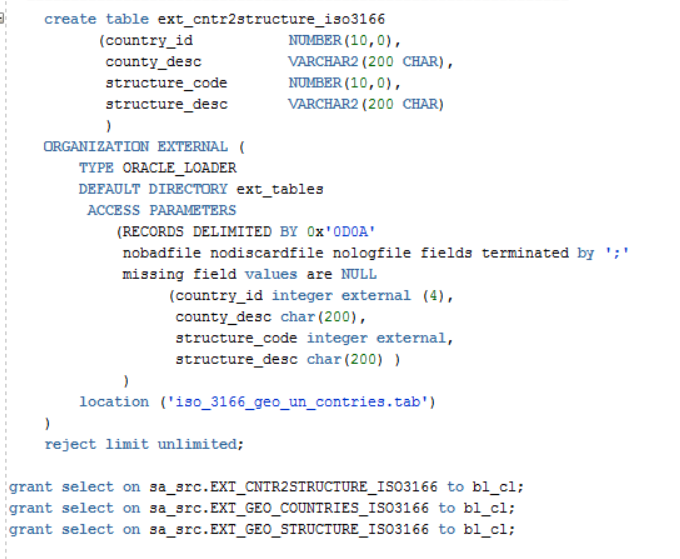 create table ext_cntr2structure_iso3166
(country_id NUMBER(10,0),
county_desc VARCHAR2(200 CHAR),
structure_code NUMBER(10,0),
structure_desc VARCHAR2(200 CHAR)
)
ORGANIZATION EXTERNAL (
TYPE ORACLE_LOADER
DEFAULT DIRECTORY ext_tables
ACCESS PARAMETERS
(RECORDS DELIMITED BY 0x'0D0A'
nobadfile nodiscardfile nologfile fields terminated by ';'
missing field values are NULL
(country_id integer external (4),
county_desc char(200),
structure_code integer external,
structure_desc char(200) )
)
location ('iso_3166_geo_un_contries.tab')
)
reject limit unlimited;
grant select on sa_src.EXT_CNTR2STRUCTURE_ISO3166 to bl_cl;
grant select on sa_src.EXT_GEO_COUNTRIES_ISO3166 to bl_cl;
grant select on sa_src.EXT_GEO_STRUCTURE_ISO3166 to bl_cl;